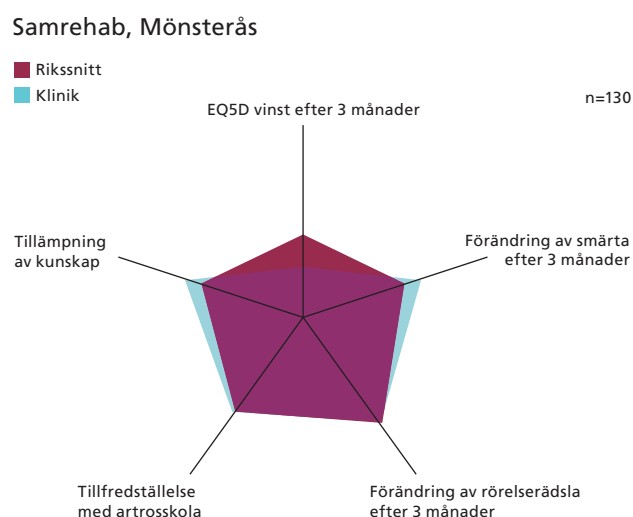 Samrehab, Mönsterås
Rikssnitt
Klinik
n=130
EQ5D vinst efter 3 månader
Tillämpning
av kunskap
Förändring av smärta
efter 3 månader
Tillfredställelse
med artrosskola
Förändring av rörelserädsla
efter 3 månader